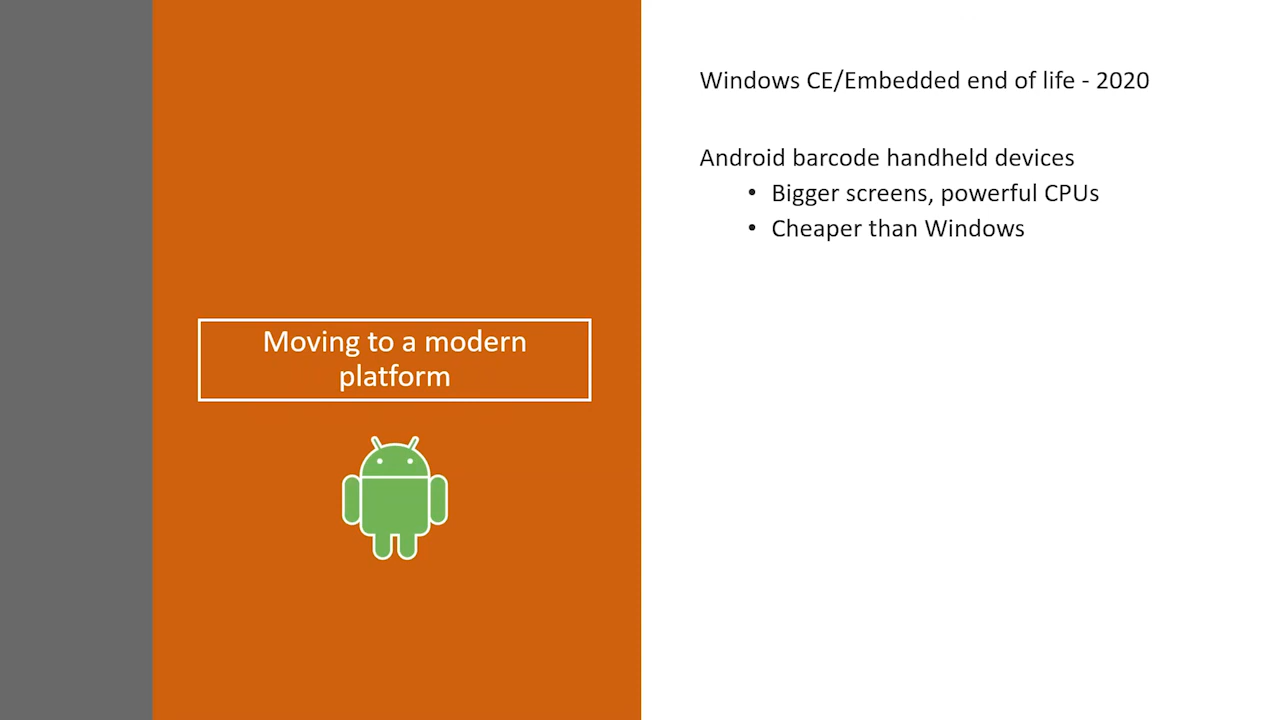 Moving to a modern
platform
Windows CE/Embedded end of life - 2020
Android barcode handheld devices
• Bigger screens, powerful CPUs
• Cheaper than Windows